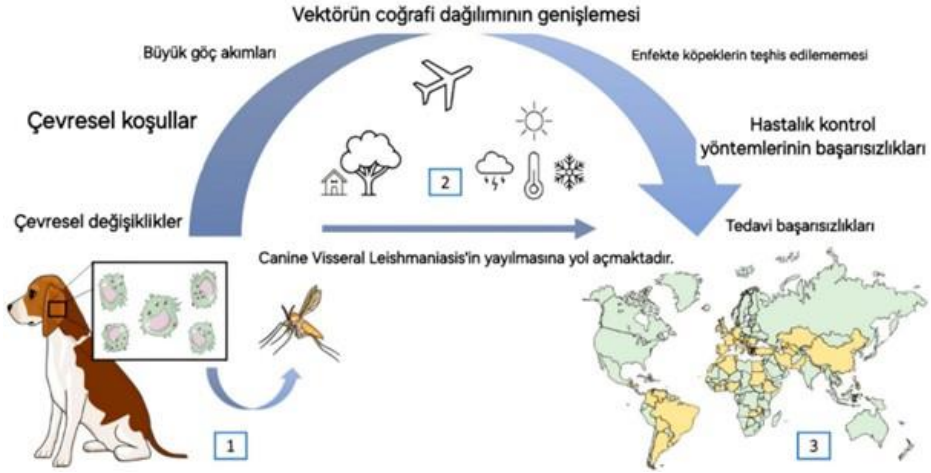 Vektörün coğrafi dağılımının genişlemesi
Büyük göç akımları
Enfekte köpeklerin teşhis edilememesi
Çevresel koşullar
Hastalık kontrol
yöntemlerinin başarısızlıkları
2
Çevresel değişiklikler
Tedavi başarısızlıkları
Canine Visseral Leishmaniasis'in yayılmasına yol açmaktadır.
1
3